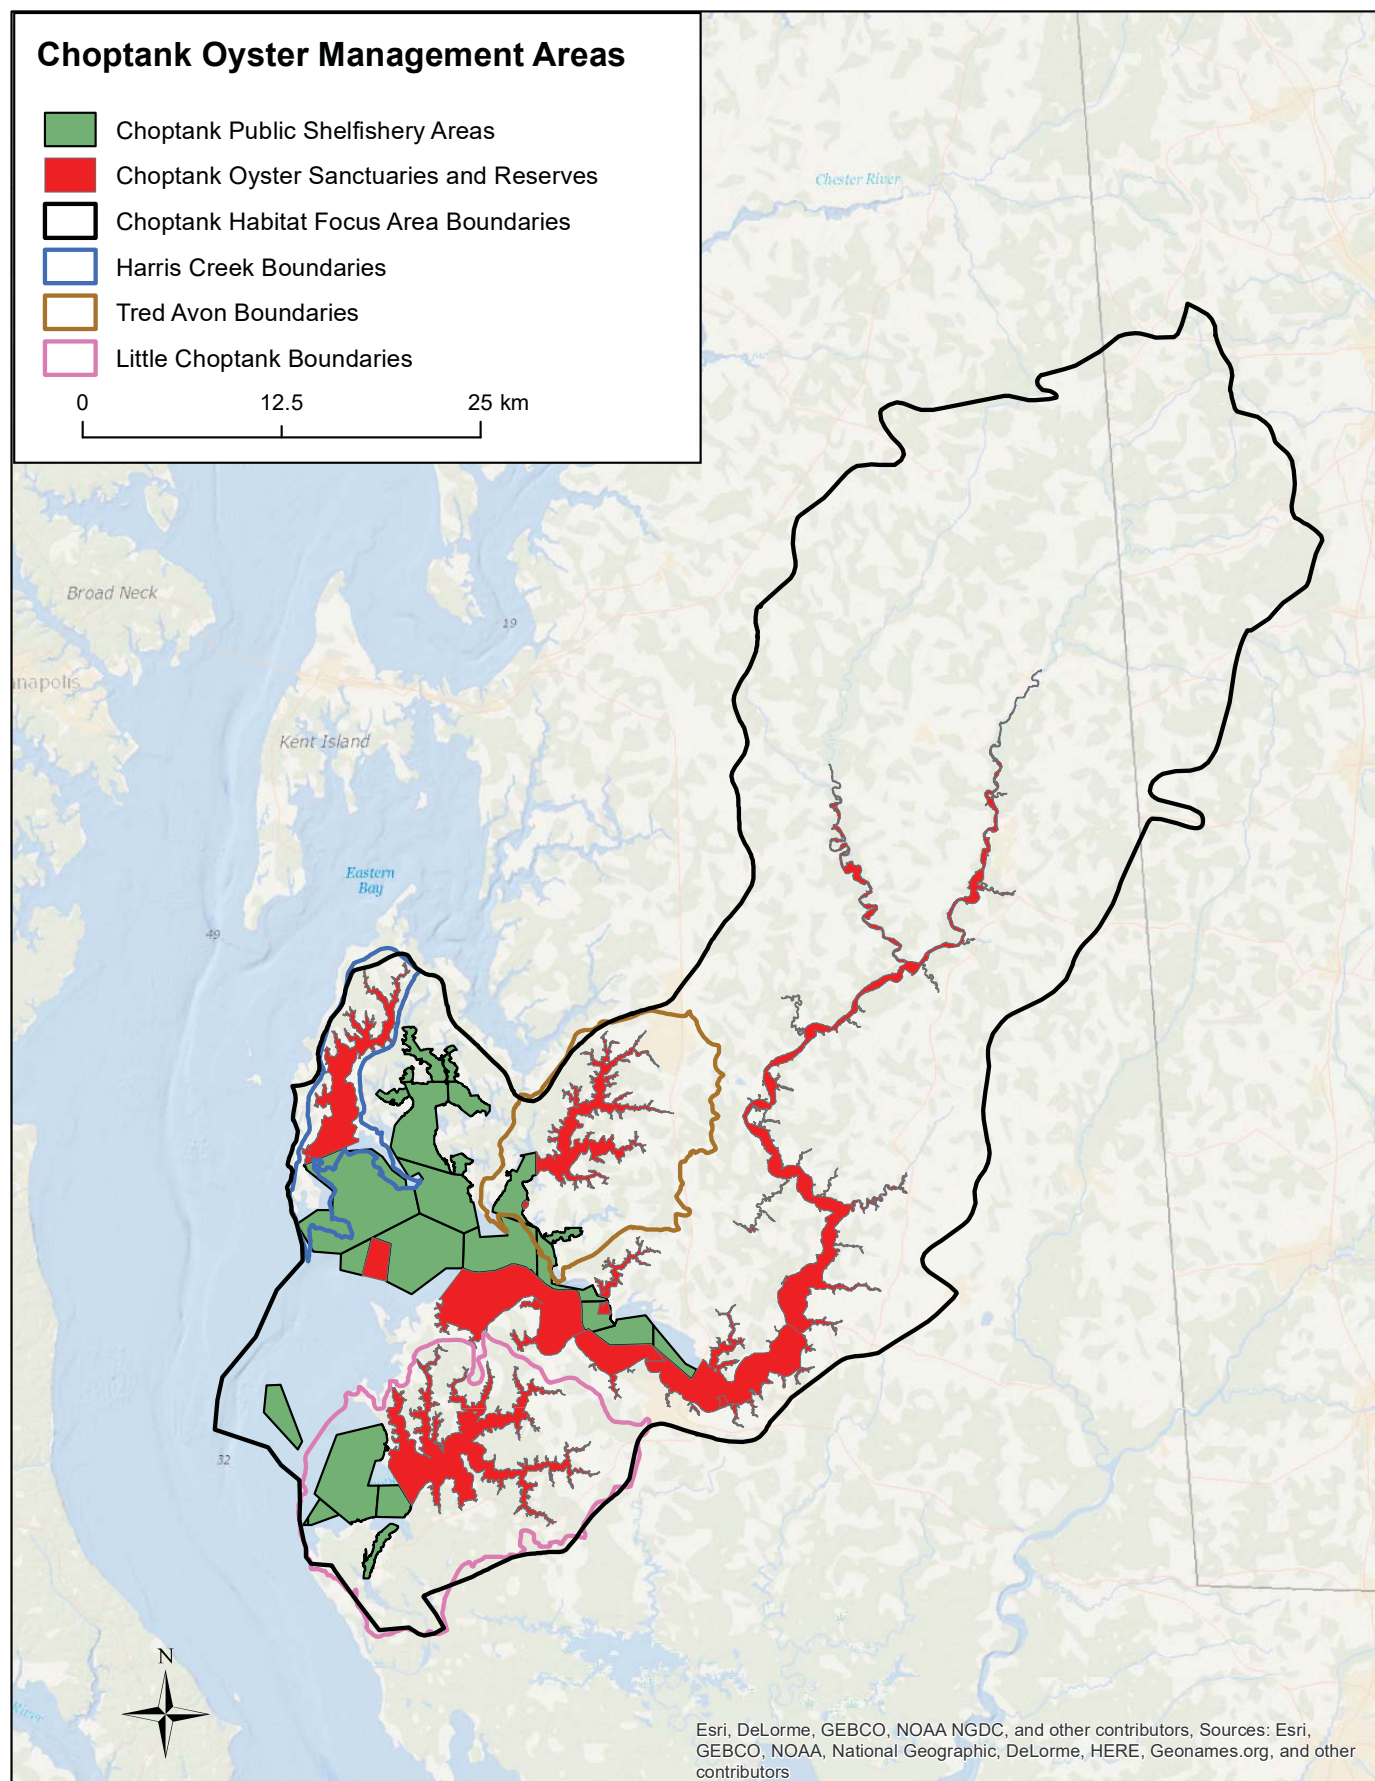 Choptank Oyster Management Areas
Choptank Public Shelfishery Areas
Choptank Oyster Sanctuaries and Reserves
Choptank Habitat Focus Area Boundaries
Harris Creek Boundaries
Tred Avon Boundaries
Little Choptank Boundaries
0 12.5 25 km
Chester River
Broad Neck
19
napolis
Kent Island
Eastern
Bay
49
32
N
River
Esri, DeLorme, GEBCO, NOAA NGDC, and other contributors, Sources: Esri,
GEBCO, NOAA, National Geographic, DeLorme, HERE, Geonames.org, and other
contributors